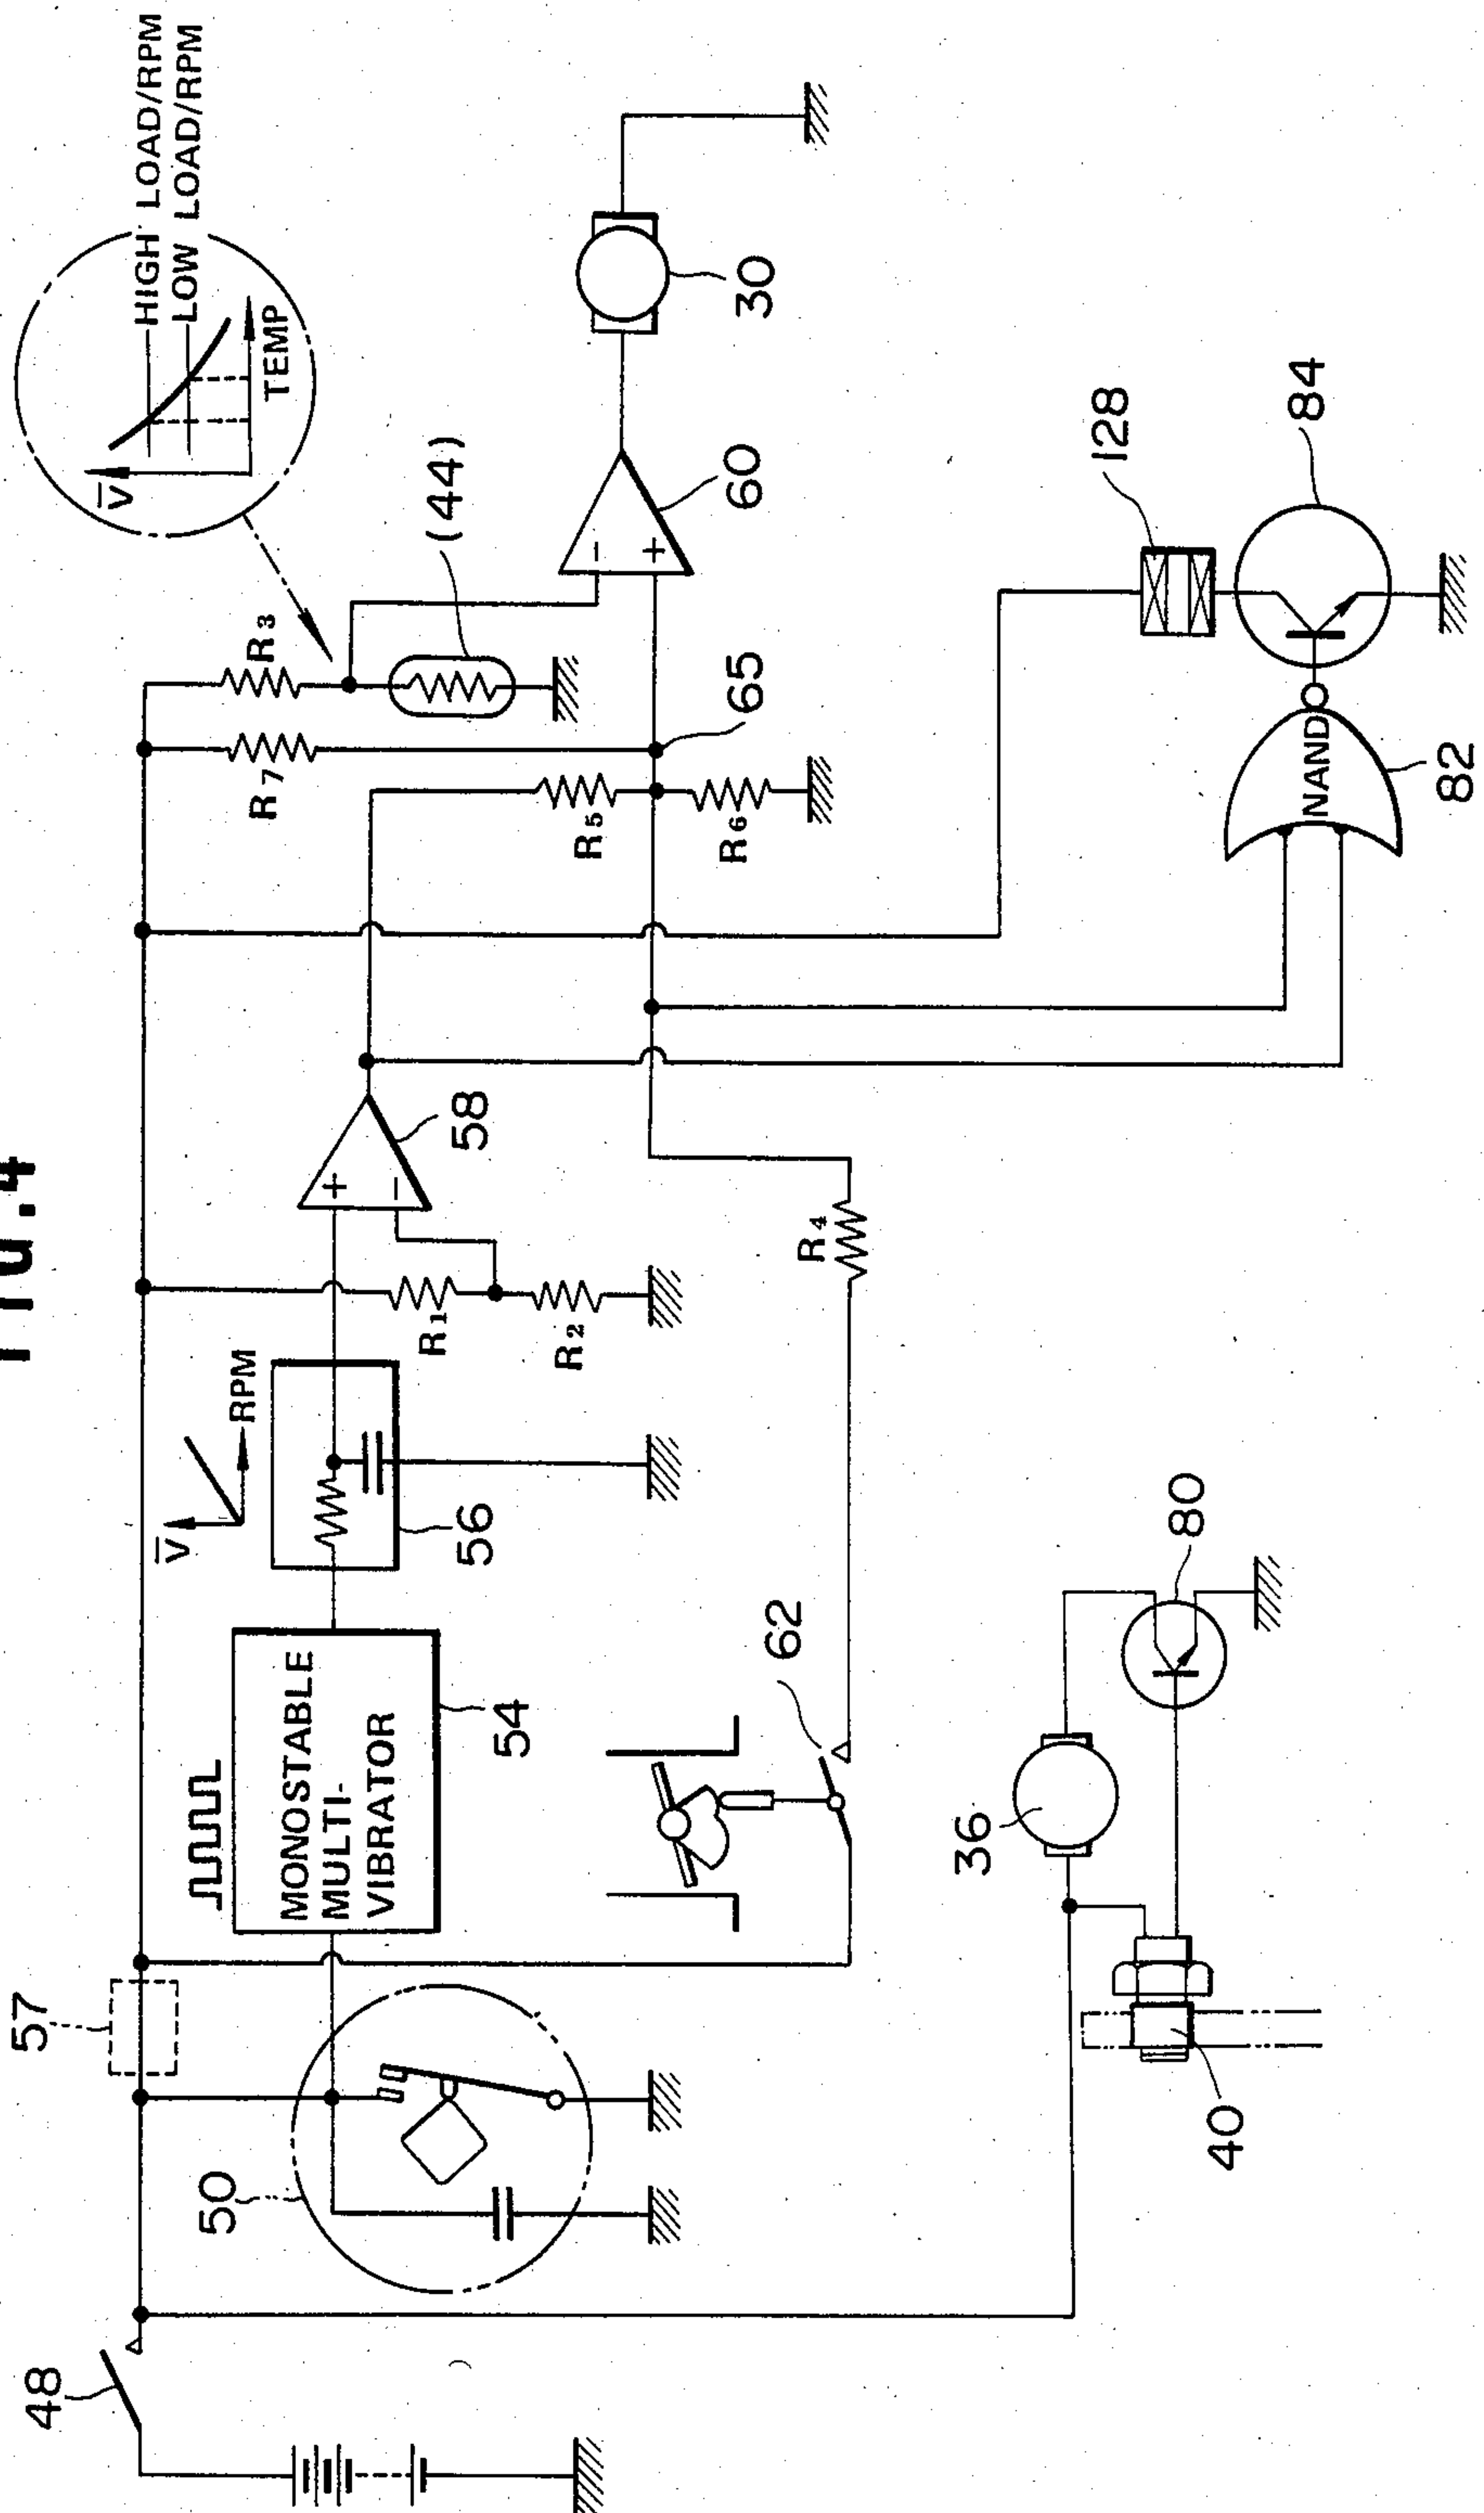 FIG.4
48
57
50
MONOSTABLE
MULTI-
VIBRATOR
54
V̅
RPM
56
R1
R2
58
62
R4
R5
R6
R7
R3
65
(44)
V̅
TEMP
HIGH LOAD/RPM
LOW LOAD/RPM
+
−
−
+
60
30
128
84
NAND
82
36
80
40